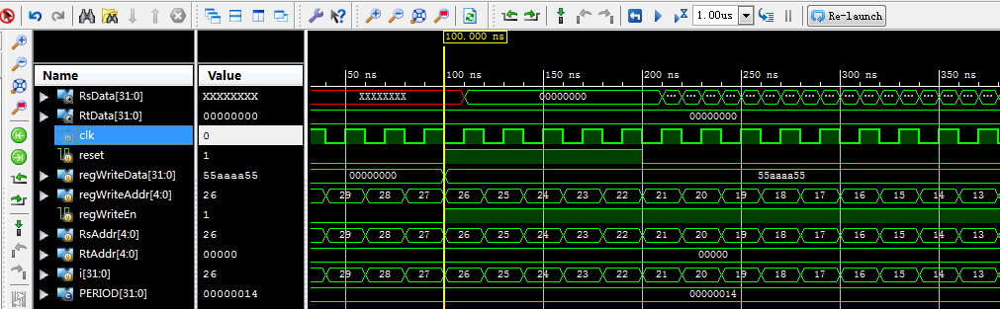 1.00us
Re-launch
100.000 ns
Name
Value
50 ns
100 ns
150 ns
200 ns
250 ns
300 ns
350 ns
RsData[31:0] XXXXXXXX XXXXXXXX 00000000 ... ... ... ... ... ... ... ... ... ... ... ... ... ... ... ... ...
RtData[31:0] 00000000 00000000
clk 0
reset 1
regWriteData[31:0] 55aaaa55 00000000 55aaaa55
regWriteAddr[4:0] 26 29 28 27 26 25 24 23 22 21 20 19 18 17 16 15 14 13
regWriteEn 1
RsAddr[4:0] 26 29 28 27 26 25 24 23 22 21 20 19 18 17 16 15 14 13
RtAddr[4:0] 00000 00000
i[31:0] 26 29 28 27 26 25 24 23 22 21 20 19 18 17 16 15 14 13
PERIOD[31:0] 00000014 00000014